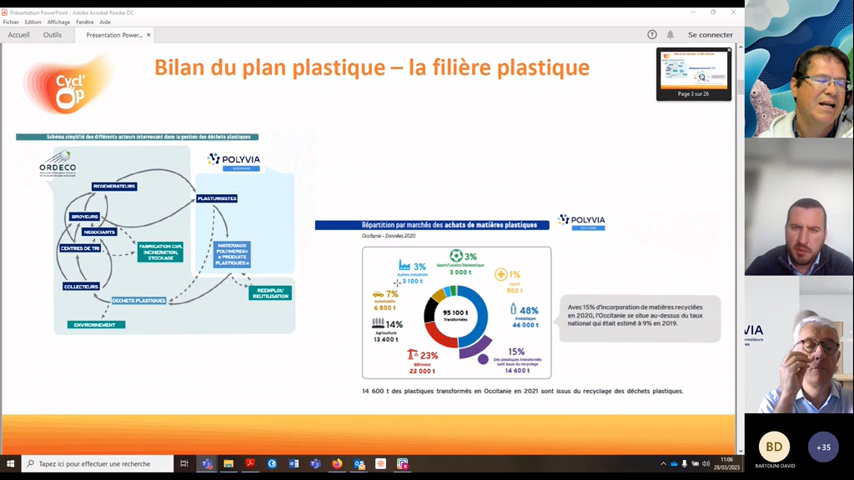 Présentation PowerPoint - Adobe Acrobat Reader DC
Fichier Edition Affichage Fenêtre Aide
Accueil Outils Présentation Power... × Se connecter
Cycl'Op
Bilan du plan plastique – la filière plastique
Page 3 sur 26
Schéma simplifié des différents acteurs intervenant dans la gestion des déchets plastiques
ORDECO
POLYVIA
REGENERATEURS
PLASTURGISTES
BROYEURS
NEGOCIANTS
CENTRES DE TRI
FABRICATION CSR,
INCINERATION,
STOCKAGE
MATERIAUX
POLYMERES=
« PRODUITS
PLASTIQUES »
COLLECTEURS
DECHETS PLASTIQUES
REEMPLOI/
REUTILISATION
ENVIRONNEMENT
Répartition par marchés des achats de matières plastiques
POLYVIA
Occitanie - Données 2020
3%
Sport/Loisirs/Domestique
3 000 t
3%
Autres industries
3 100 t
1%
Santé
900 t
7%
Automobile
6 800 t
48%
Emballages
46 000 t
95 100 t
Transformées
14%
Agriculture
13 400 t
23%
Bâtiment
22 000 t
15%
Des plastiques transformés
sont issus du recyclage
14 600 t
Avec 15% d'incorporation de matières recyclées
en 2020, l'Occitanie se situe au-dessus du taux
national qui était estimé à 9% en 2019.
14 600 t des plastiques transformés en Occitanie en 2021 sont issus du recyclage des déchets plastiques.
VIA
BD
BARTOLINI DAVID
+35
Tapez ici pour effectuer une recherche
11:06
28/03/2023